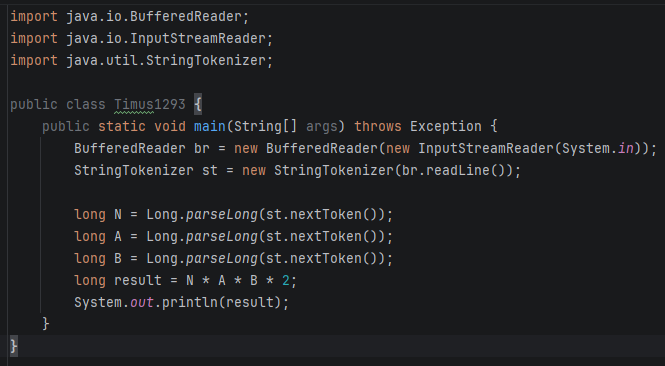 import java.io.BufferedReader;
import java.io.InputStreamReader;
import java.util.StringTokenizer;

public class Timus1293 {
    public static void main(String[] args) throws Exception {
        BufferedReader br = new BufferedReader(new InputStreamReader(System.in));
        StringTokenizer st = new StringTokenizer(br.readLine());

        long N = Long.parseLong(st.nextToken());
        long A = Long.parseLong(st.nextToken());
        long B = Long.parseLong(st.nextToken());
        long result = N * A * B * 2;
        System.out.println(result);
    }
}